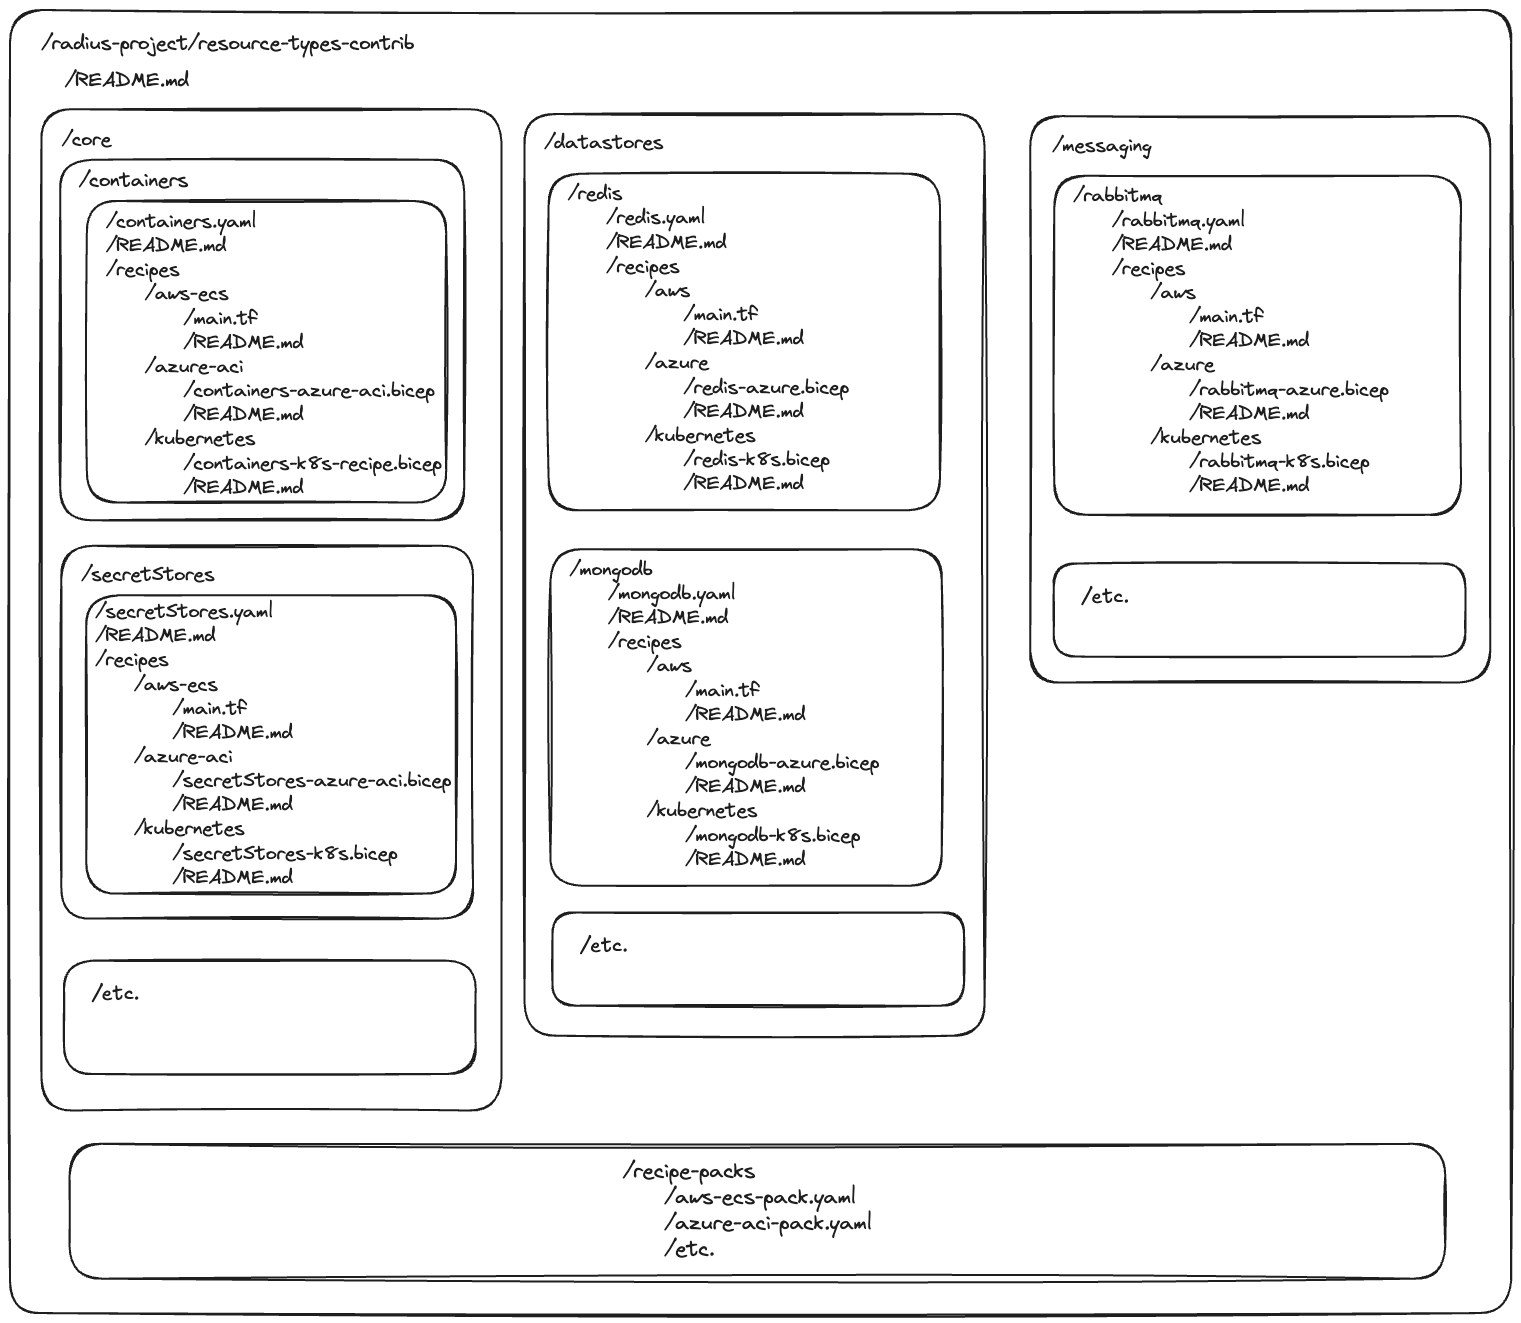 /radius-project/resource-types-contrib
/README.md
/core
/containers
/containers.yaml
/README.md
/recipes
/aws-ecs
/main.tf
/README.md
/azure-aci
/containers-azure-aci.bicep
/README.md
/kubernetes
/containers-k8s-recipe.bicep
/README.md
/secretStores
/secretStores.yaml
/README.md
/recipes
/aws-ecs
/main.tf
/README.md
/azure-aci
/secretStores-azure-aci.bicep
/README.md
/kubernetes
/secretStores-k8s.bicep
/README.md
/etc.
/datastores
/redis
/redis.yaml
/README.md
/recipes
/aws
/main.tf
/README.md
/azure
/redis-azure.bicep
/README.md
/kubernetes
/redis-k8s.bicep
/README.md
/mongodb
/mongodb.yaml
/README.md
/recipes
/aws
/main.tf
/README.md
/azure
/mongodb-azure.bicep
/README.md
/kubernetes
/mongodb-k8s.bicep
/README.md
/etc.
/messaging
/rabbitmq
/rabbitmq.yaml
/README.md
/recipes
/aws
/main.tf
/README.md
/azure
/rabbitmq-azure.bicep
/README.md
/kubernetes
/rabbitmq-k8s.bicep
/README.md
/etc.
/recipe-packs
/aws-ecs-pack.yaml
/azure-aci-pack.yaml
/etc.